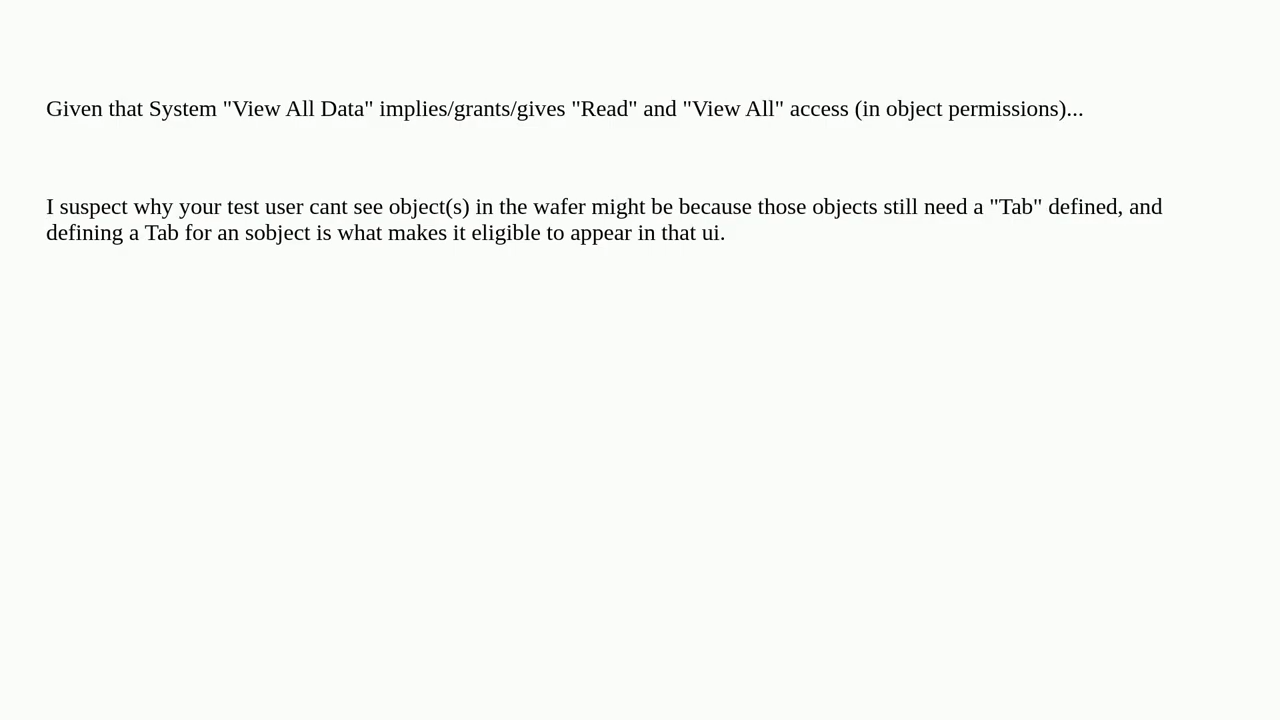 Given that System "View All Data" implies/grants/gives "Read" and "View All" access (in object permissions)...
I suspect why your test user cant see object(s) in the wafer might be because those objects still need a "Tab" defined, and
defining a Tab for an sobject is what makes it eligible to appear in that ui.